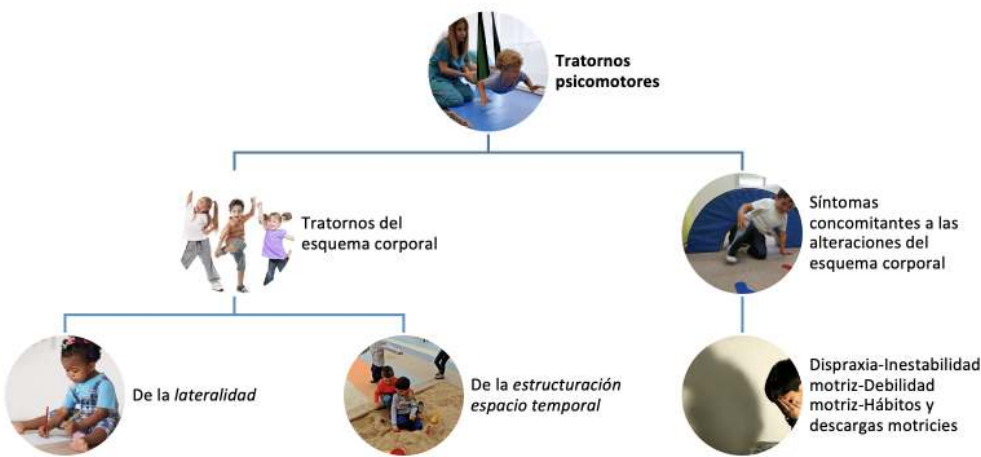 Tratornos
psicomotores
Tratornos del
esquema corporal
Síntomas
concomitantes a las
alteraciones del
esquema corporal
De la lateralidad
De la estructuración
espacio temporal
Dispraxia-Inestabilidad
motriz-Debilidad
motriz-Hábitos y
descargas motricies